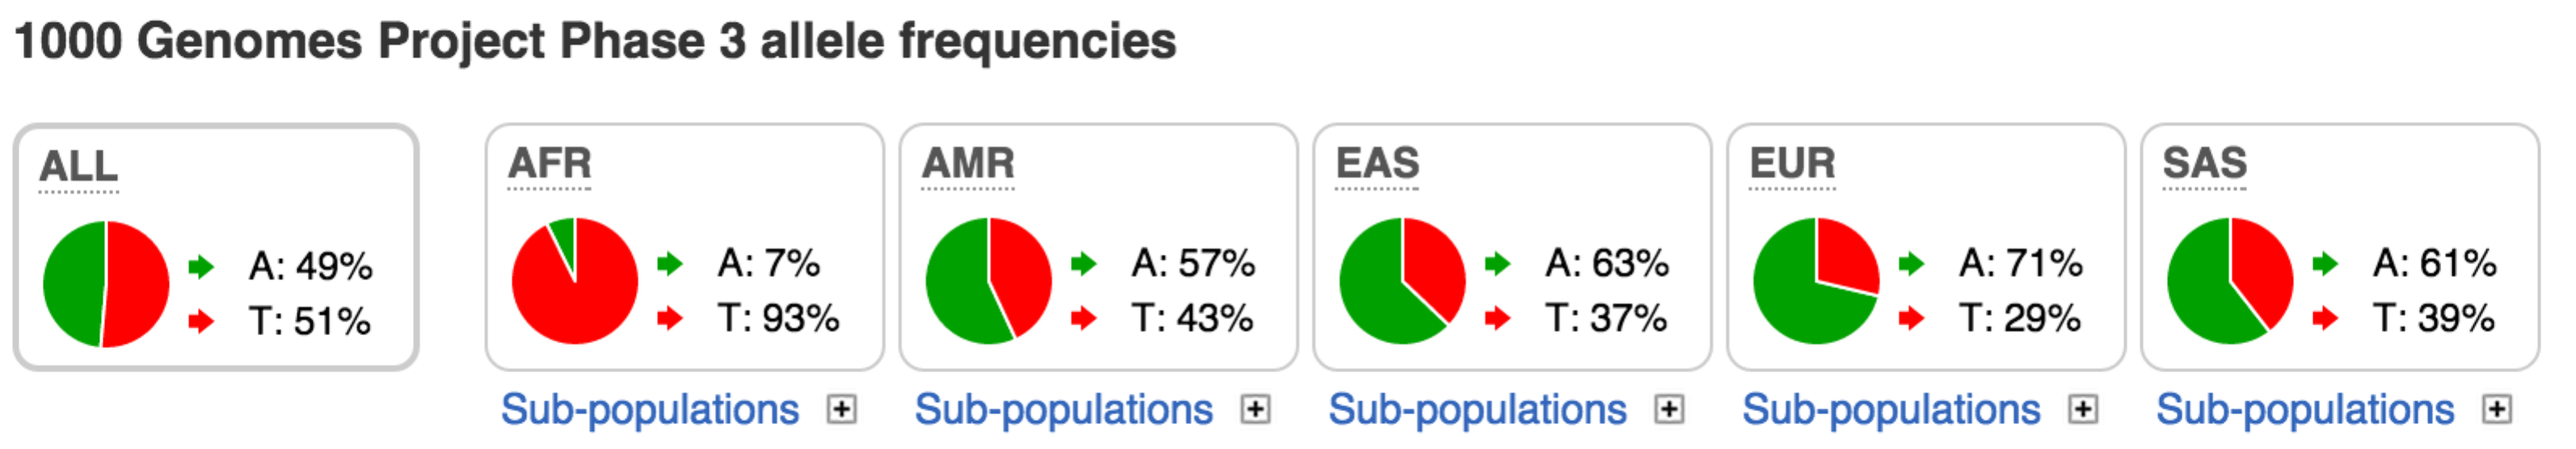 1000 Genomes Project Phase 3 allele frequencies
ALL
A: 49%
T: 51%
AFR
A: 7%
T: 93%
Sub-populations
AMR
A: 57%
T: 43%
Sub-populations
EAS
A: 63%
T: 37%
Sub-populations
EUR
A: 71%
T: 29%
Sub-populations
SAS
A: 61%
T: 39%
Sub-populations